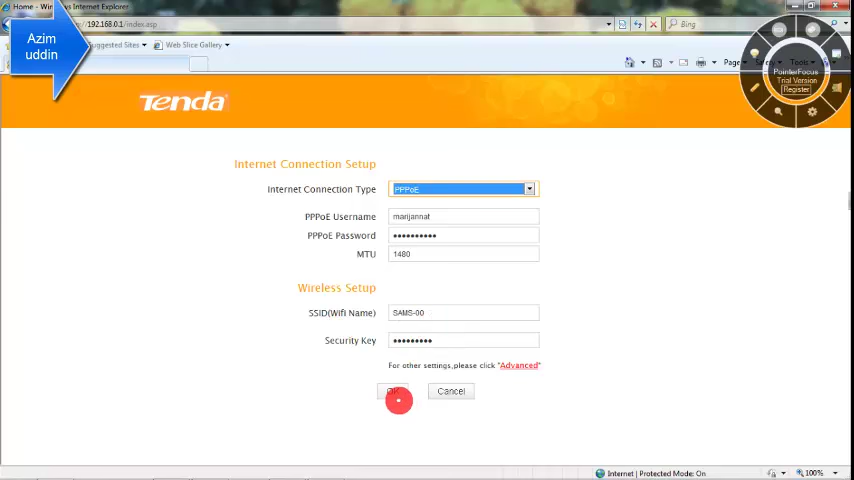 Home - Windows Internet Explorer
//192.168.0.1/index.asp
Bing
Azim
uddin
Suggested Sites
Web Slice Gallery
Page
Safety
Tools
PointerFocus
Trial Version
[Register]
Tenda
Internet Connection Setup
Internet Connection Type PPPoE
PPPoE Username marijannat
PPPoE Password ••••••••••
MTU 1480
Wireless Setup
SSID(Wifi Name) SAMS-00
Security Key •••••••••
For other settings,please click "Advanced"
OK Cancel
Internet | Protected Mode: On 100%